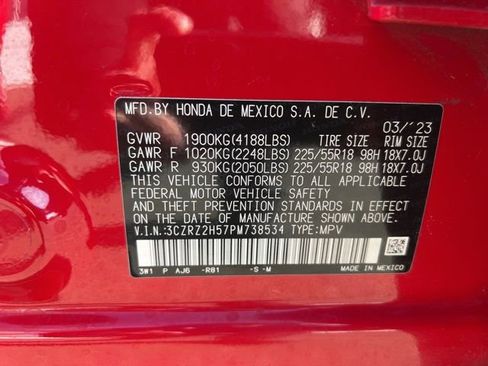 MFD.BY HONDA DE MEXICO S.A. DE C.V.
03/'23
GVWR 1900KG(4188LBS) TIRE SIZE RIM SIZE
GAWR F 1020KG(2248LBS) 225/55R18 98H 18X7.0J
GAWR R 930KG(2050LBS) 225/55R18 98H 18X7.0J
THIS VEHICLE CONFORMS TO ALL APPLICABLE
FEDERAL MOTOR VEHICLE SAFETY, BUMPER,
AND THEFT PREVENTION STANDARDS IN EFFECT
ON THE DATE OF MANUFACTURE SHOWN ABOVE.
V.I.N.:3CZRZ2H57PM738534 TYPE:MPV
3W1 P AJ6 -R81 -S -M
MADE IN MEXICO